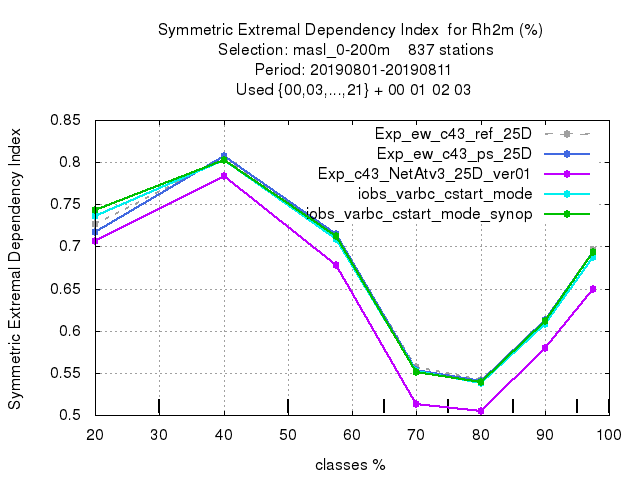 Symmetric Extremal Dependency Index  for Rh2m (%)
Selection: masl_0-200m    837 stations
Period: 20190801-20190811
Used {00,03,...,21} + 00 01 02 03
Symmetric Extremal Dependency Index
0.85
0.8
0.75
0.7
0.65
0.6
0.55
0.5
Exp_ew_c43_ref_25D
Exp_ew_c43_ps_25D
Exp_c43_NetAtv3_25D_ver01
iobs_varbc_cstart_mode
iobs_varbc_cstart_mode_synop
20 30 40 50 60 70 80 90 100
classes %